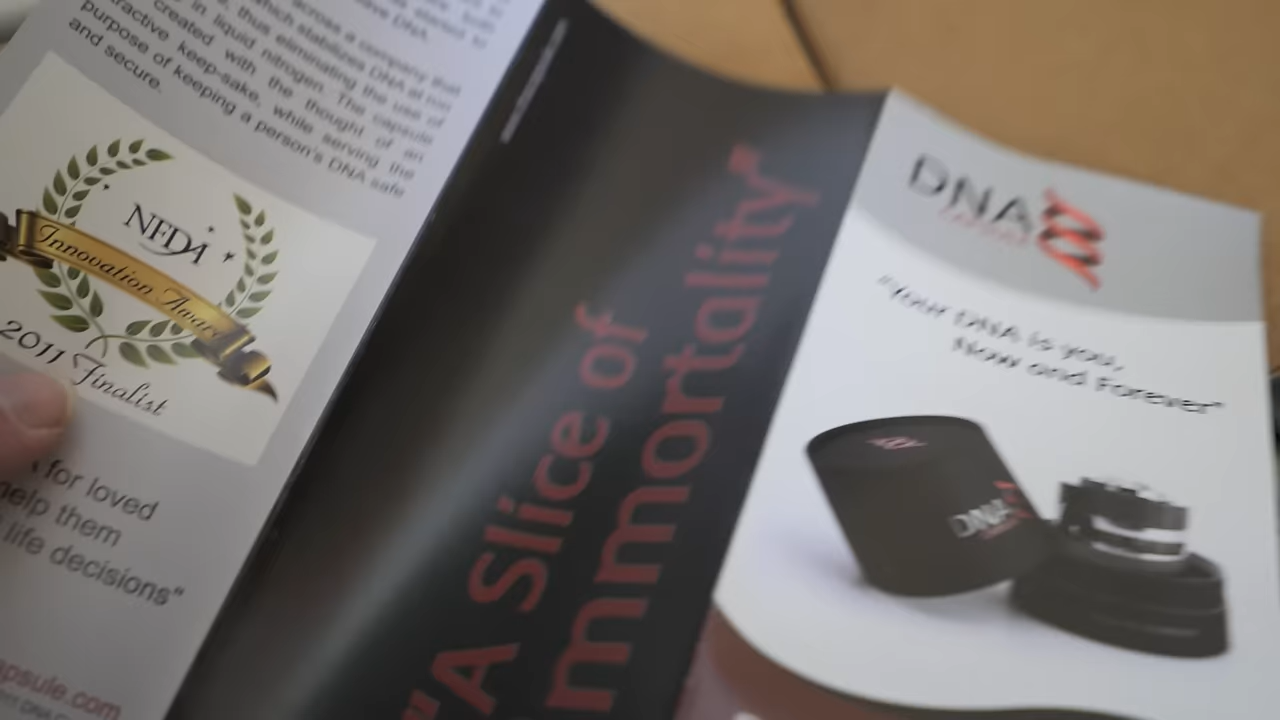 across a company that
which stabilizes DNA at room
thus eliminating the use of
in liquid nitrogen. The capsule
created with the thought of an
attractive keep-sake, while serving the
purpose of keeping a person's DNA safe
and secure.
NFDA
Innovation Award
2011 Finalist
for loved
help them
life decisions"
apsule.com
"A Slice of
mmortality"
DNA
"Your DNA is you,
Now and Forever"
DNA